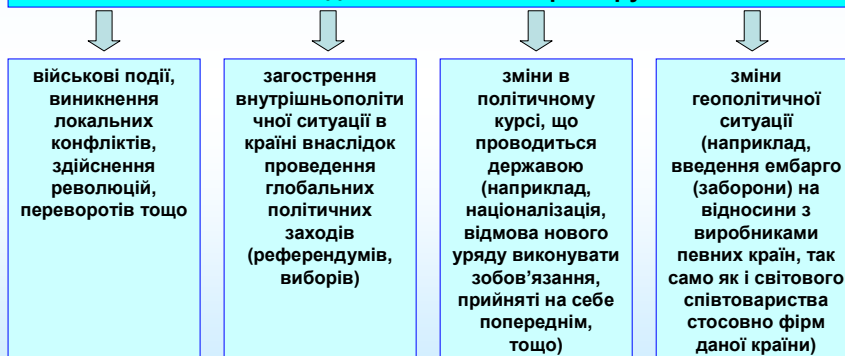 військові події,
виникнення
локальних
конфліктів,
здійснення
революцій,
переворотів тощо
загострення
внутрішньополіти
чної ситуації в
країні внаслідок
проведення
глобальних
політичних
заходів
(референдумів,
виборів)
зміни в
політичному
курсі, що
проводиться
державою
(наприклад,
націоналізація,
відмова нового
уряду виконувати
зобов’язання,
прийняті на себе
попереднім,
тощо)
зміни
геополітичної
ситуації
(наприклад,
введення ембарго
(заборони) на
відносини з
виробниками
певних країн, так
само як і світового
співтовариства
стосовно фірм
даної країни)